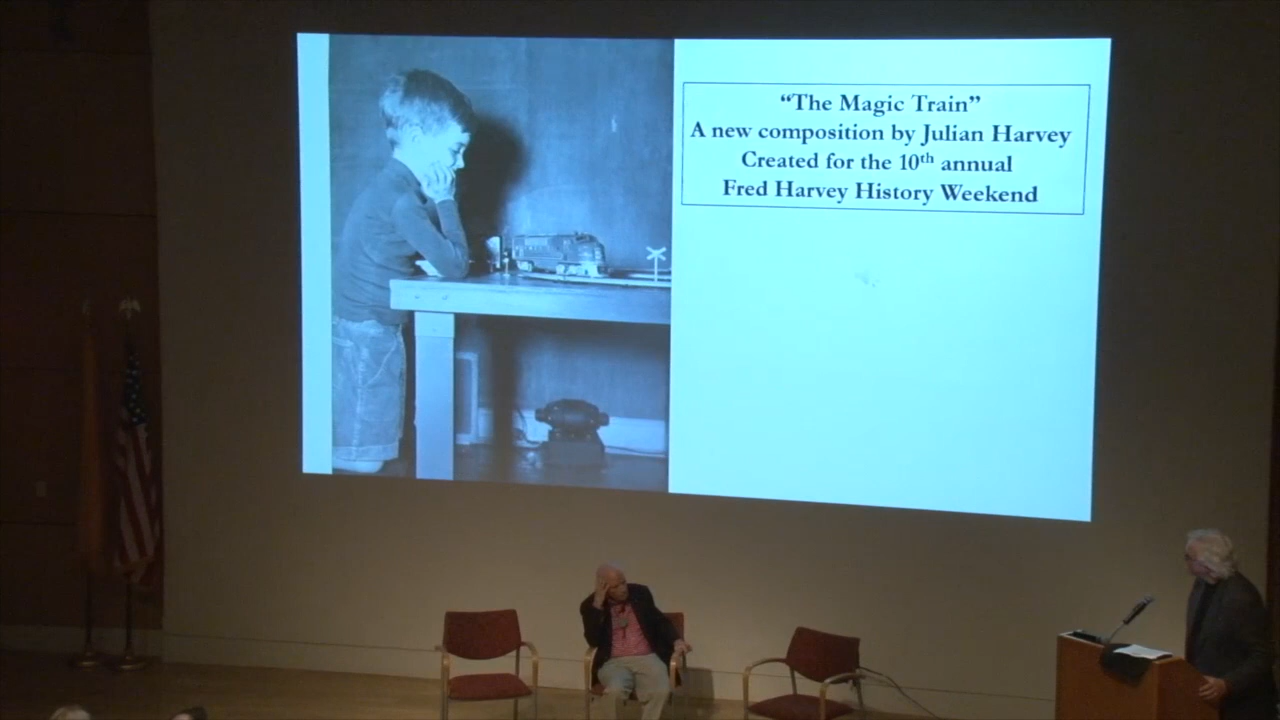 “The Magic Train”
A new composition by Julian Harvey
Created for the 10th annual
Fred Harvey History Weekend